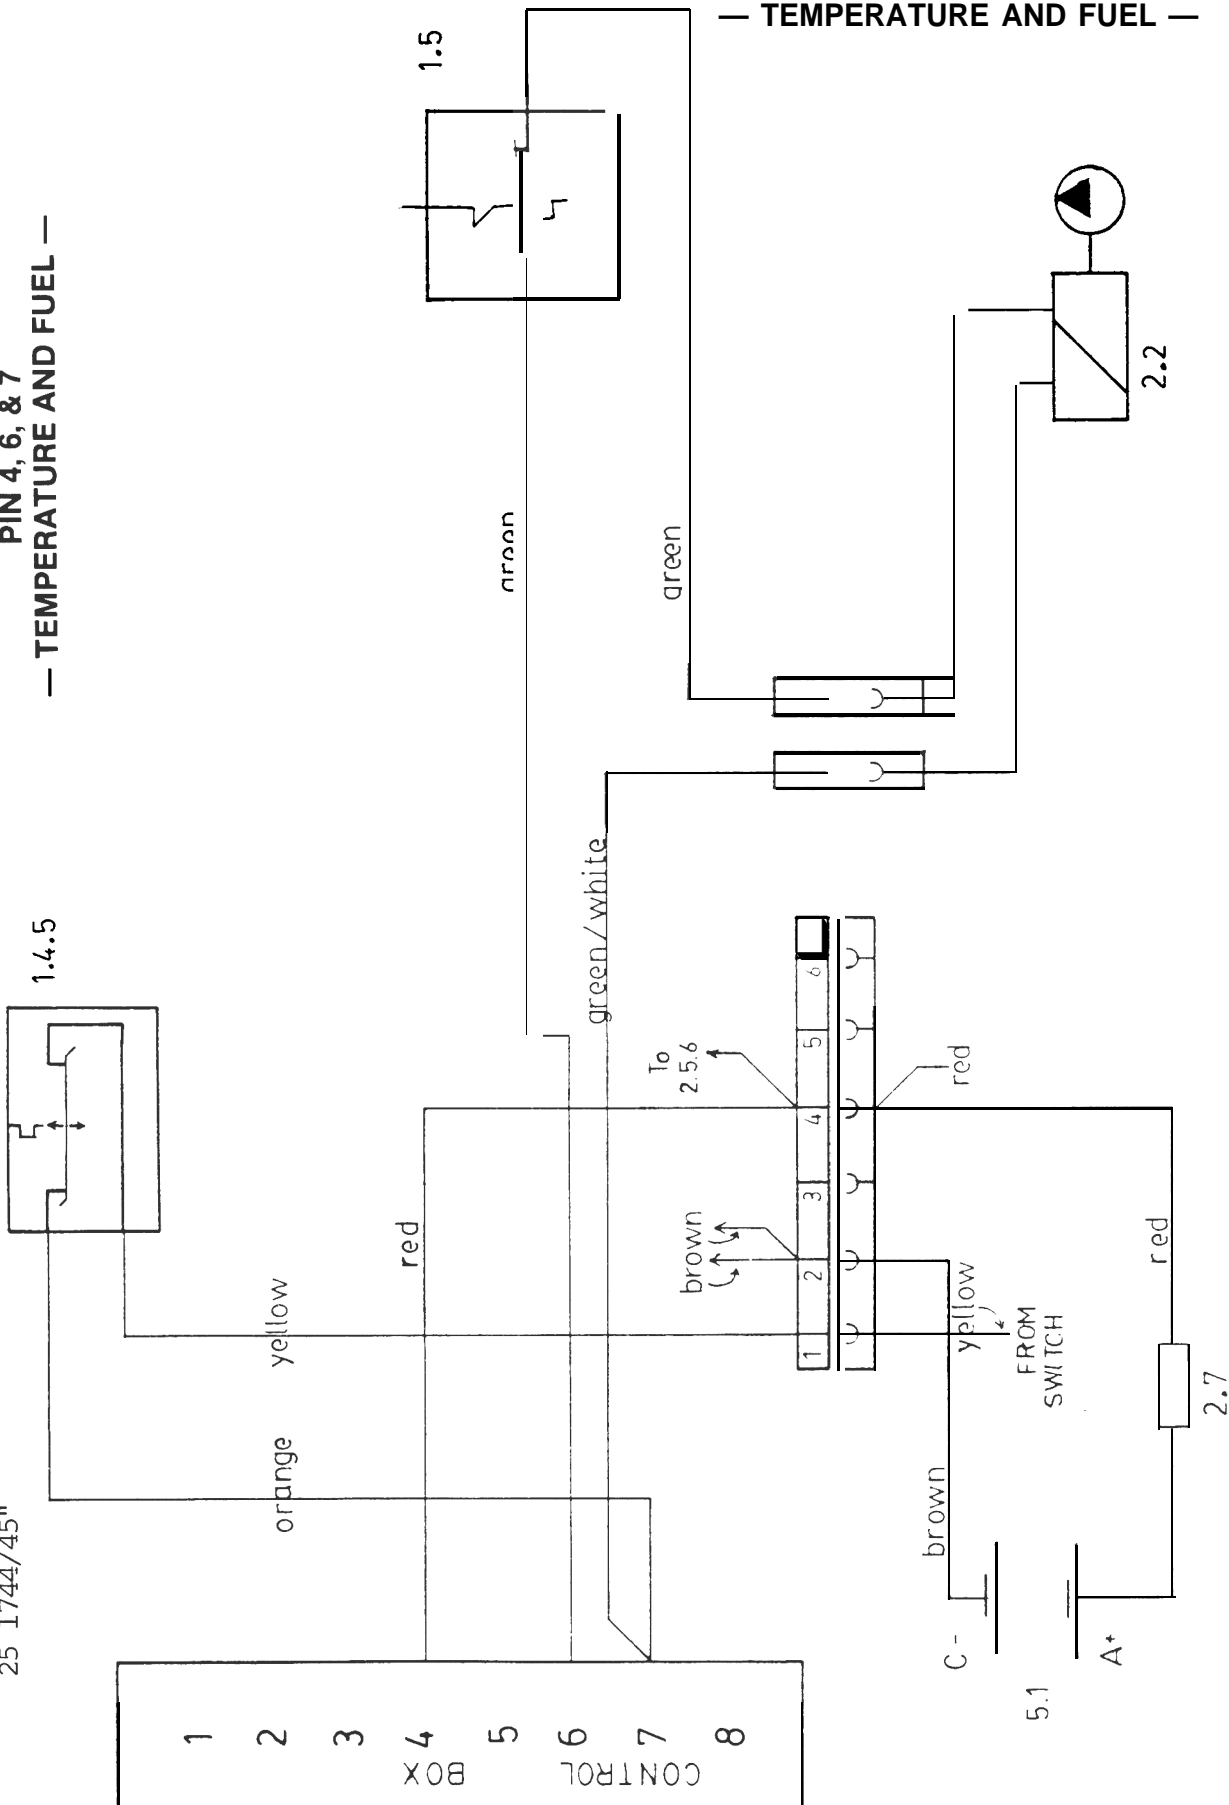 — TEMPERATURE AND FUEL —
PIN 4, 6, & 7
— TEMPERATURE AND FUEL —
25 1744/45"
1.5
1.4.5
2.2
green
green
green/white
yellow
orange
red
To
2.5.6
brown
1
2
3
4
5
6
red
red
yellow
FROM
SWITCH
brown
2.7
C -
A+
5.1
1
2
3
4
5
6
7
8
CONTROL
BOX